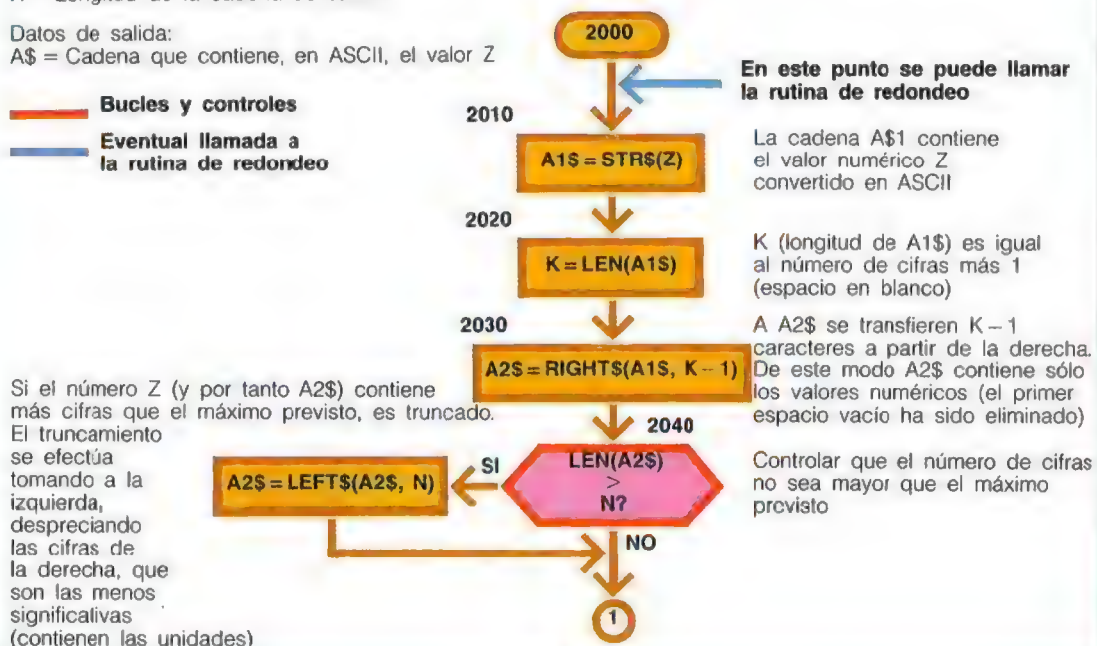 Datos de salida:
A$ = Cadena que contiene, en ASCII, el valor Z
Bucles y controles
Eventual llamada a
la rutina de redondeo
2000
En este punto se puede llamar
la rutina de redondeo
2010
A1$ = STR$(Z)
La cadena A$1 contiene
el valor numérico Z
convertido en ASCII
2020
K = LEN(A1$)
K (longitud de A1$) es igual
al número de cifras más 1
(espacio en blanco)
2030
A2$ = RIGHT$(A1$, K – 1)
A A2$ se transfieren K – 1
caracteres a partir de la derecha.
De este modo A2$ contiene sólo
los valores numéricos (el primer
espacio vacío ha sido eliminado)
Si el número Z (y por tanto A2$) contiene
más cifras que el máximo previsto, es truncado.
El truncamiento
se efectúa
tomando a la
izquierda,
despreciando
las cifras de
la derecha, que
son las menos
significativas
(contienen las unidades)
2040
LEN(A2$)
>
N?
SI
A2$ = LEFT$(A2$, N)
NO
Controlar que el número de cifras
no sea mayor que el máximo
previsto
1